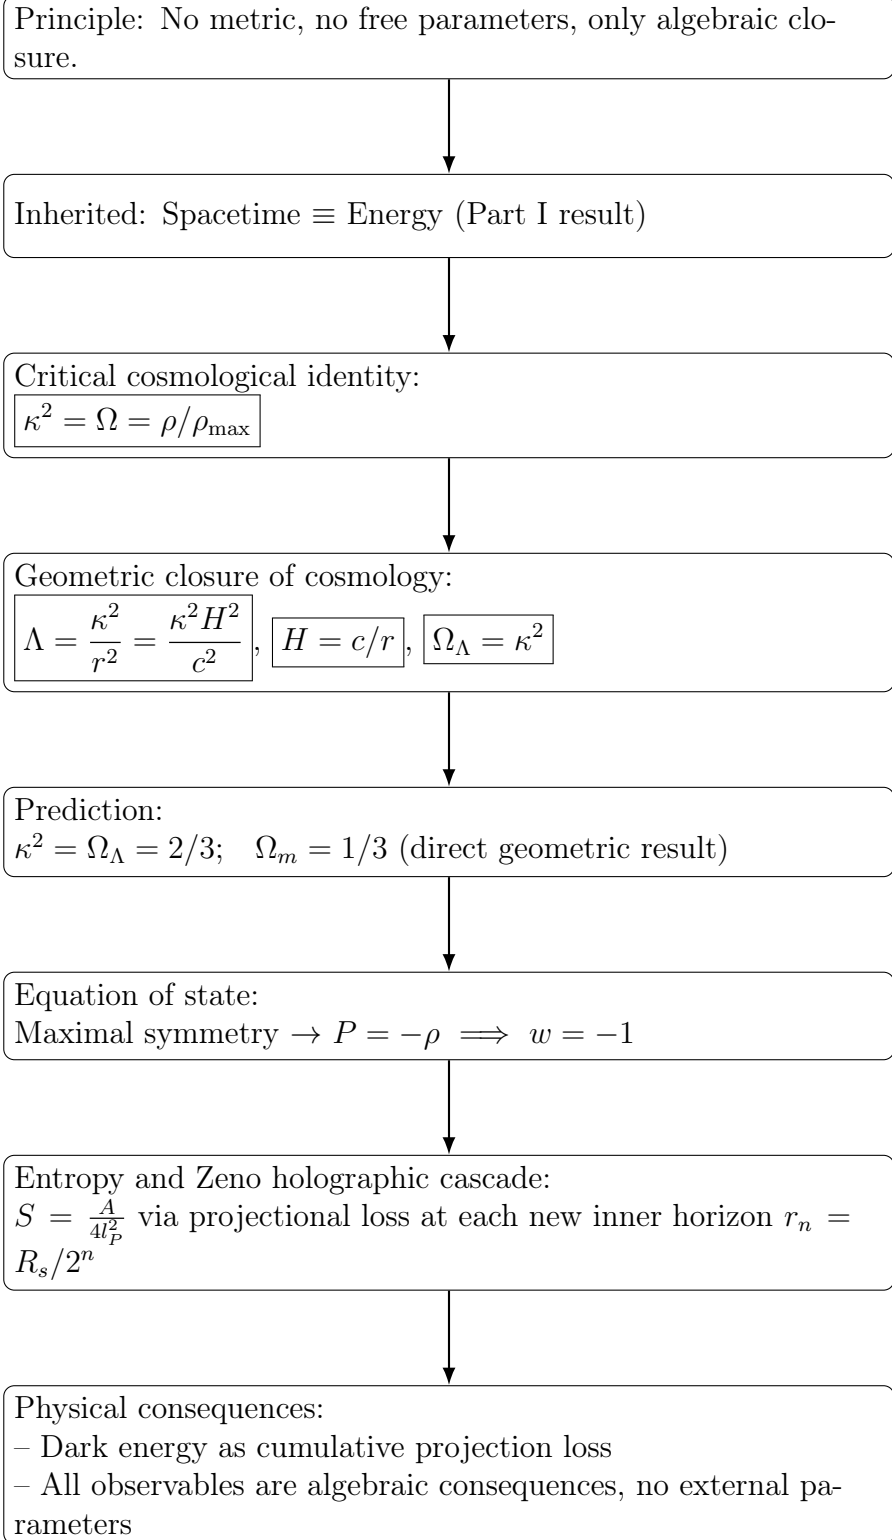 Principle: No metric, no free parameters, only algebraic clo-
sure.
Inherited: Spacetime ≡ Energy (Part I result)
Critical cosmological identity:
κ² = Ω = ρ/ρ_max
Geometric closure of cosmology:
Λ = κ²/r² = κ²H²/c², H = c/r, Ω_Λ = κ²
Prediction:
κ² = Ω_Λ = 2/3; Ω_m = 1/3 (direct geometric result)
Equation of state:
Maximal symmetry → P = −ρ ⟹ w = −1
Entropy and Zeno holographic cascade:
S = A/4l_P² via projectional loss at each new inner horizon r_n =
R_s/2ⁿ
Physical consequences:
– Dark energy as cumulative projection loss
– All observables are algebraic consequences, no external pa-
rameters